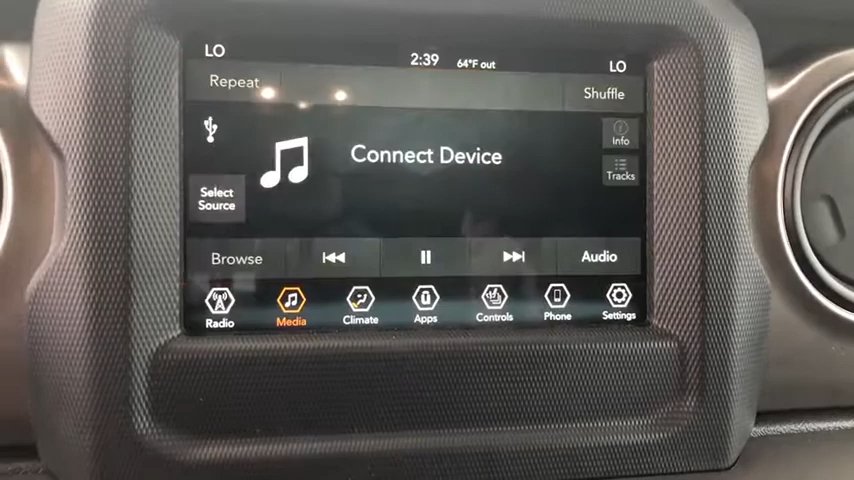 LO 2:39 64°F out LO
Repeat Shuffle
Connect Device
Info
Tracks
Select
Source
Browse Audio
Radio Media Climate Apps Controls Phone Settings